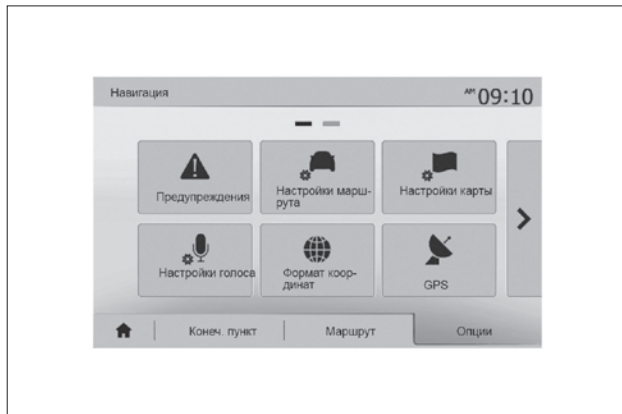 Навигация
AM 09:10
Предупреждения
Настройки марш-
рута
Настройки карты
Настройки голоса
Формат коор-
динат
GPS
Конеч. пункт
Маршрут
Опции